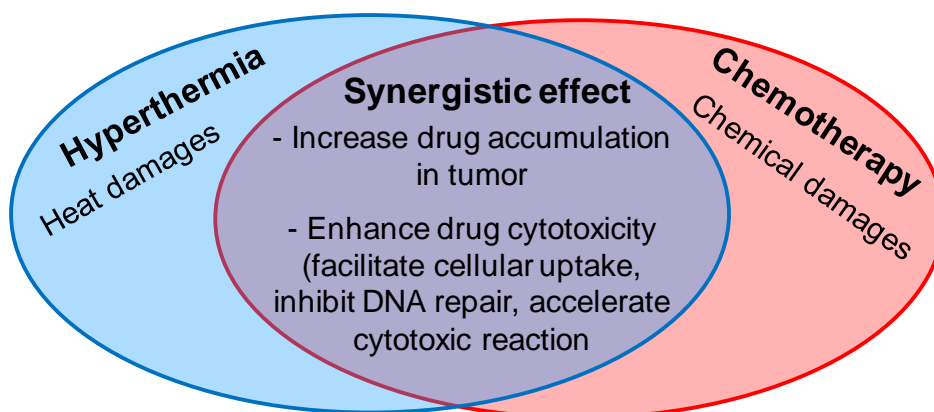 Hyperthermia
Heat damages
Synergistic effect
- Increase drug accumulation
in tumor
- Enhance drug cytotoxicity
(facilitate cellular uptake,
inhibit DNA repair, accelerate
cytotoxic reaction
Chemotherapy
Chemical damages